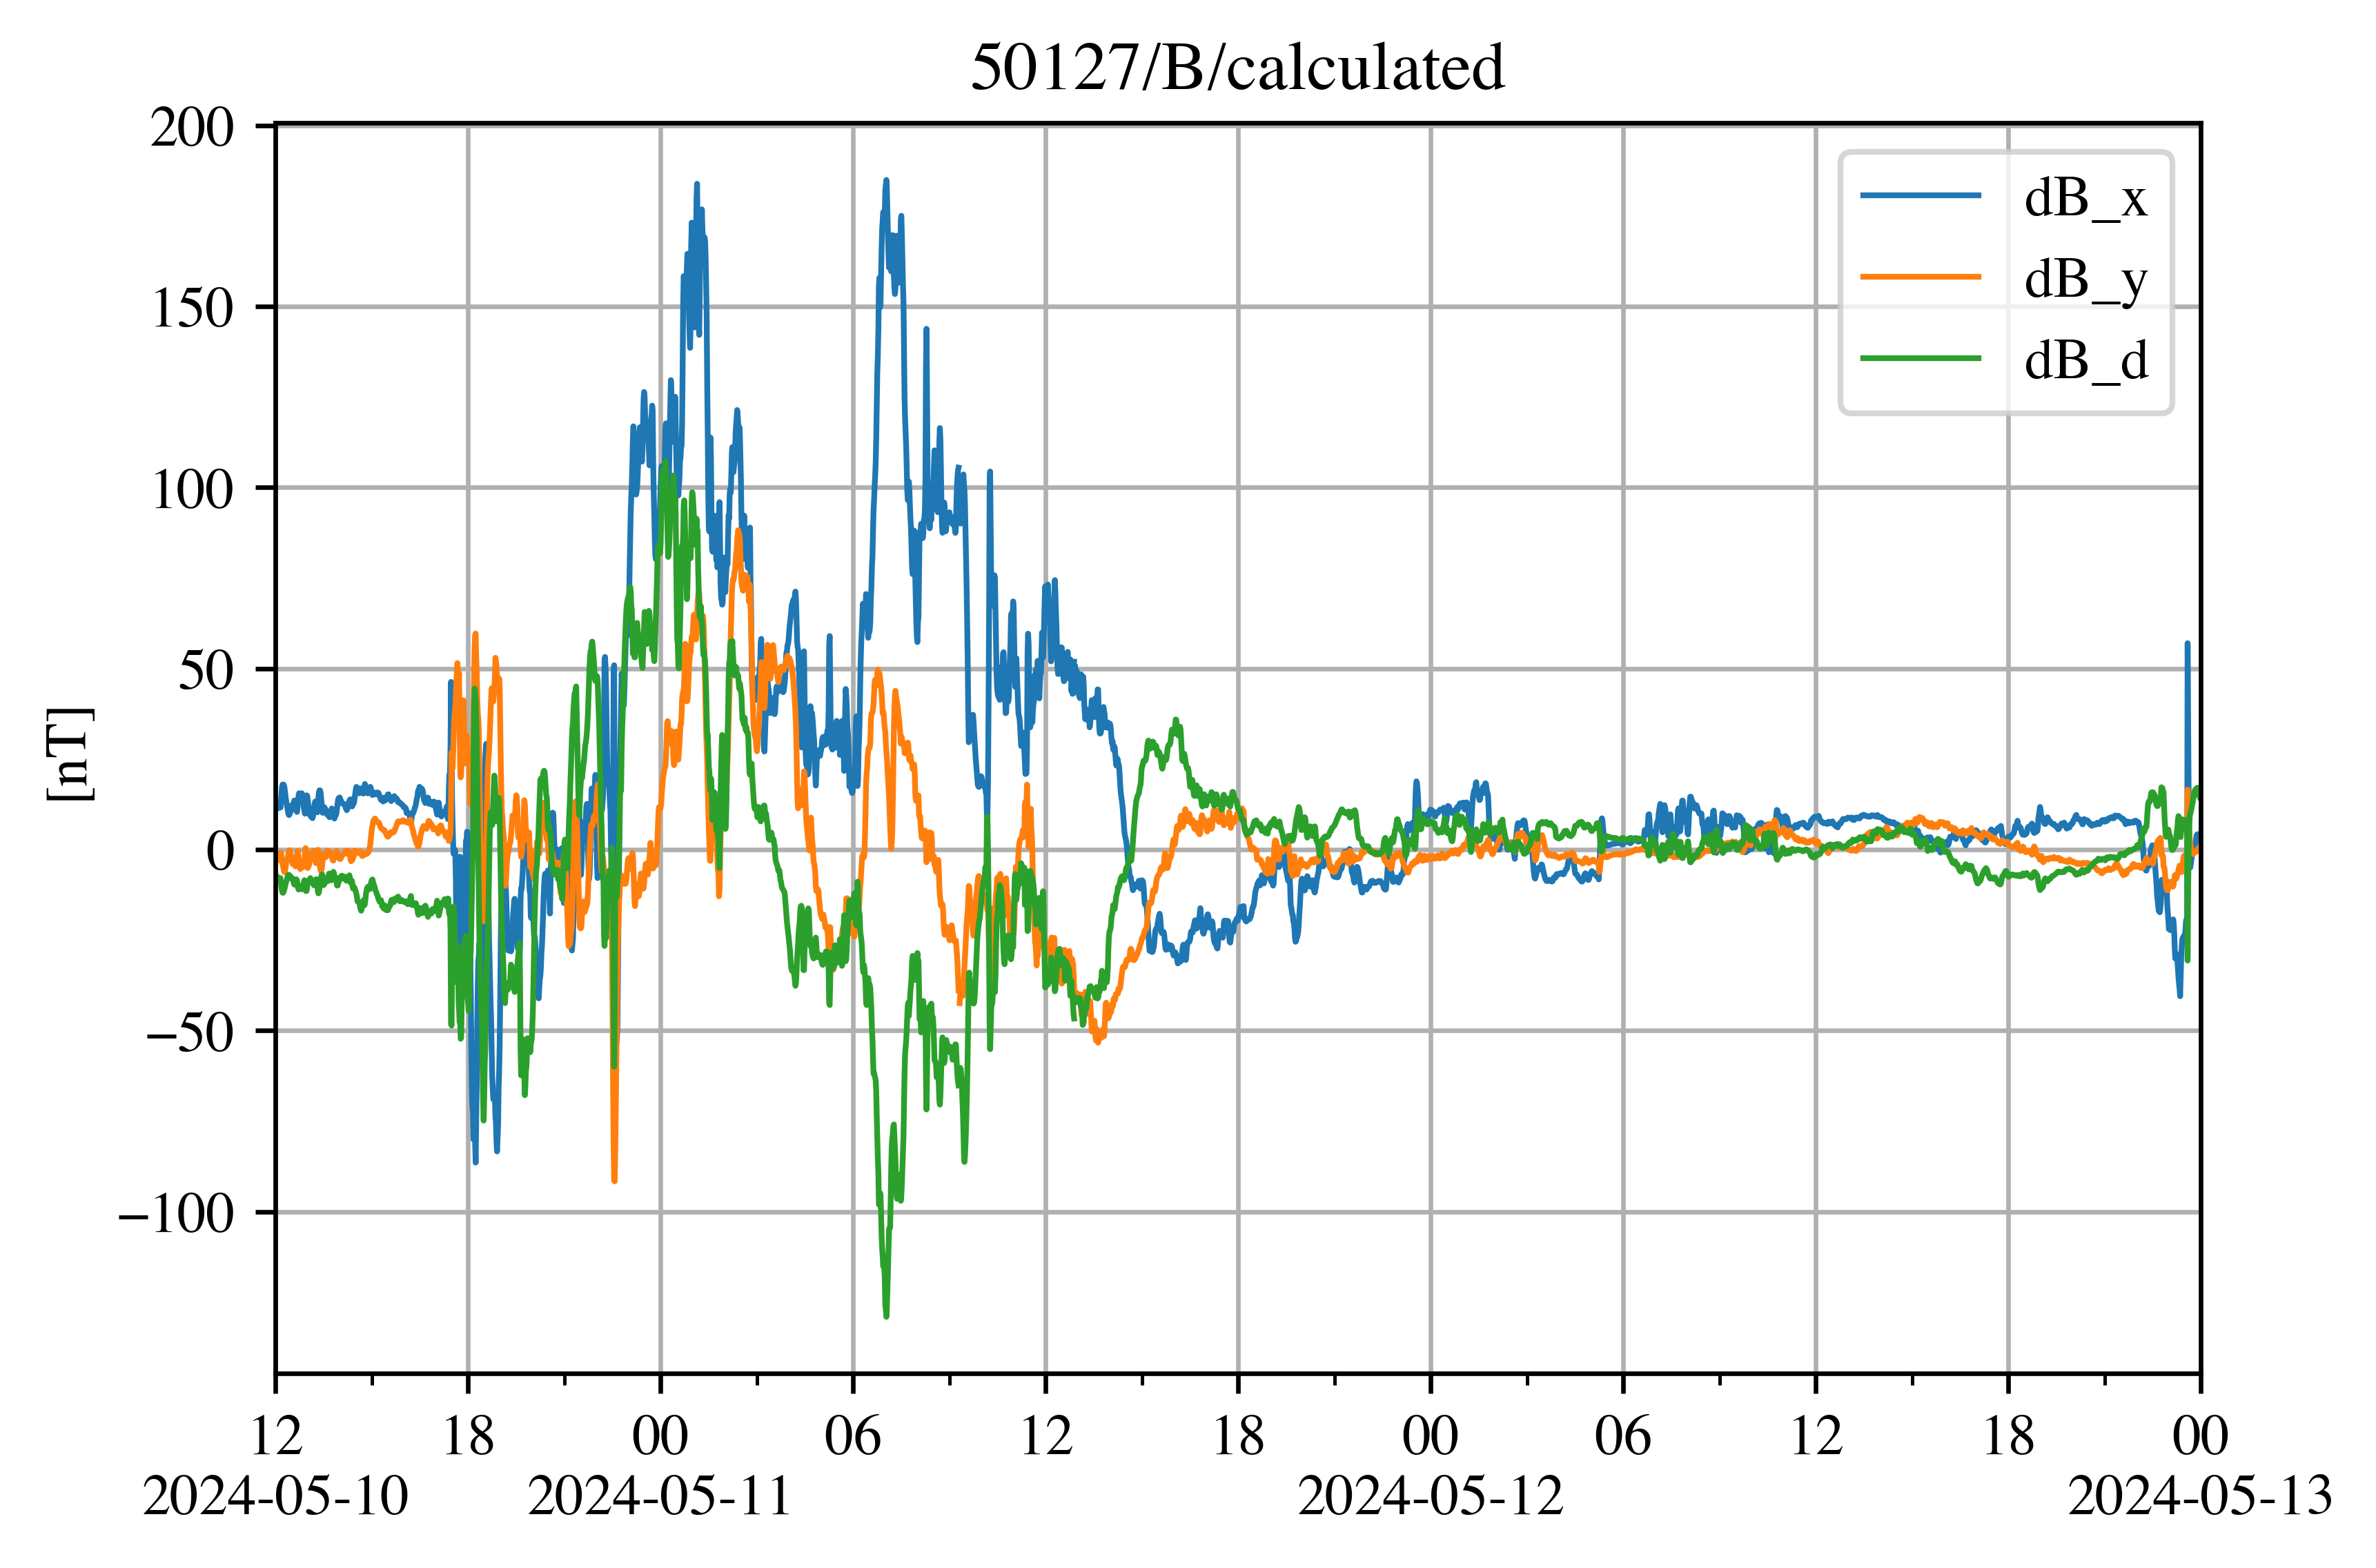 50127/B/calculated
200
150
100
50
0
−50
−100
[nT]
dB_x
dB_y
dB_d
12 18 00 06 12 18 00 06 12 18 00
2024-05-10 2024-05-11 2024-05-12 2024-05-13